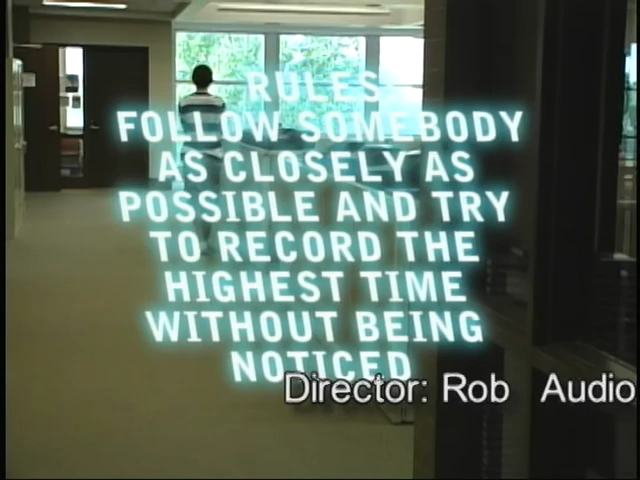 RULES
FOLLOW SOMEBODY
AS CLOSELY AS
POSSIBLE AND TRY
TO RECORD THE
HIGHEST TIME
WITHOUT BEING
NOTICED
Director: Rob Audio